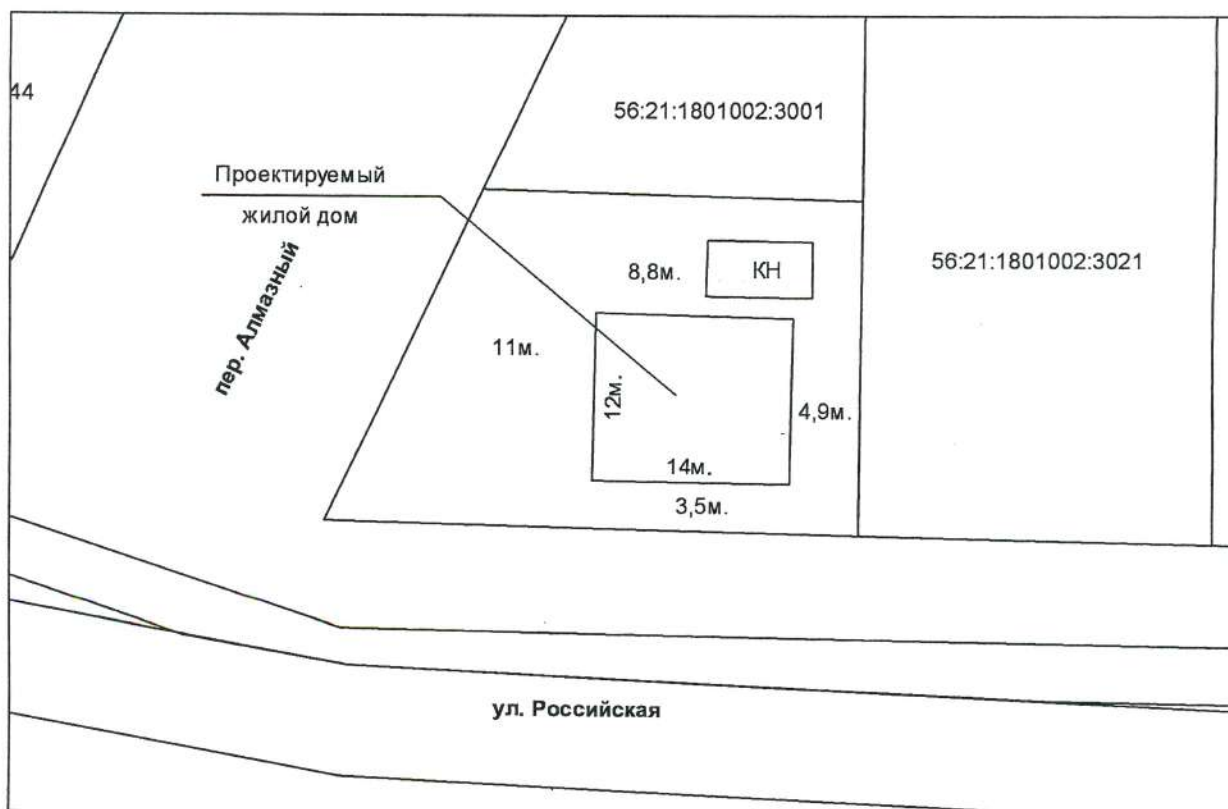 44
56:21:1801002:3001
Проектируемый
жилой дом
пер. Алмазный
8,8м.
КН
56:21:1801002:3021
11м.
12м.
4,9м.
14м.
3,5м.
ул. Российская